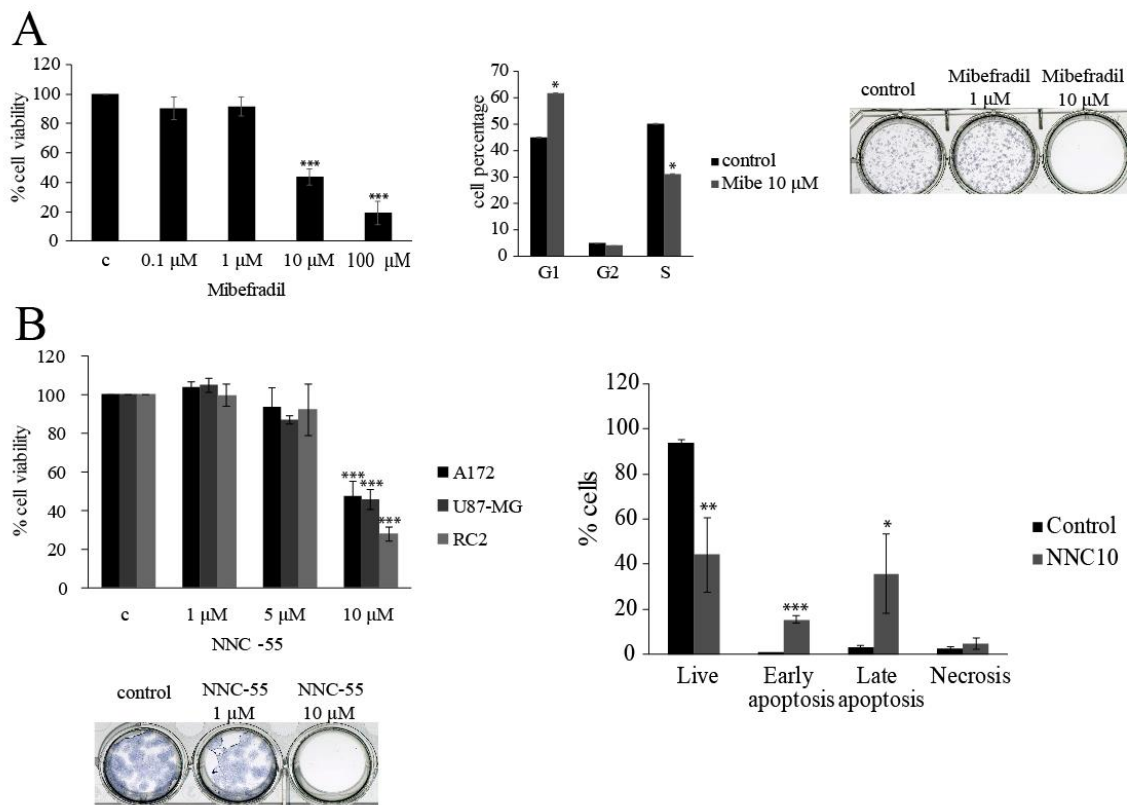 A
120
100
80
60
40
20
0
% cell viability
***
***
c 0.1 μM 1 μM 10 μM 100 μM
Mibefradil
70
60
50
40
30
20
10
0
cell percentage
*
*
G1 G2 S
control
Mibe 10 μM
control
Mibefradil
1 μM
Mibefradil
10 μM
B
120
100
80
60
40
20
0
% cell viability
***
***
***
c 1 μM 5 μM 10 μM
NNC -55
A172
U87-MG
RC2
control
NNC-55
1 μM
NNC-55
10 μM
120
100
80
60
40
20
0
% cells
**
***
*
Live
Early
apoptosis
Late
apoptosis
Necrosis
Control
NNC10